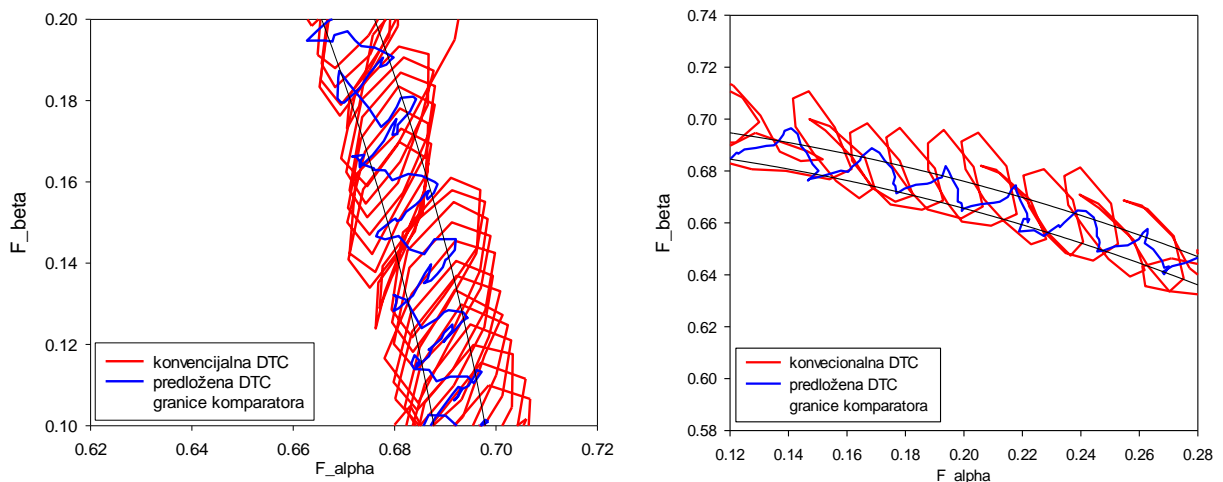 0.20
0.18
0.16
0.14
0.12
0.10
F_beta
konvencijalna DTC
predložena DTC
granice komparatora
0.62 0.64 0.66 0.68 0.70 0.72
F_alpha
0.74
0.72
0.70
0.68
0.66
0.64
0.62
0.60
0.58
F_beta
konvecionalna DTC
predložena DTC
granice komparatora
0.12 0.14 0.16 0.18 0.20 0.22 0.24 0.26 0.28
F_alpha